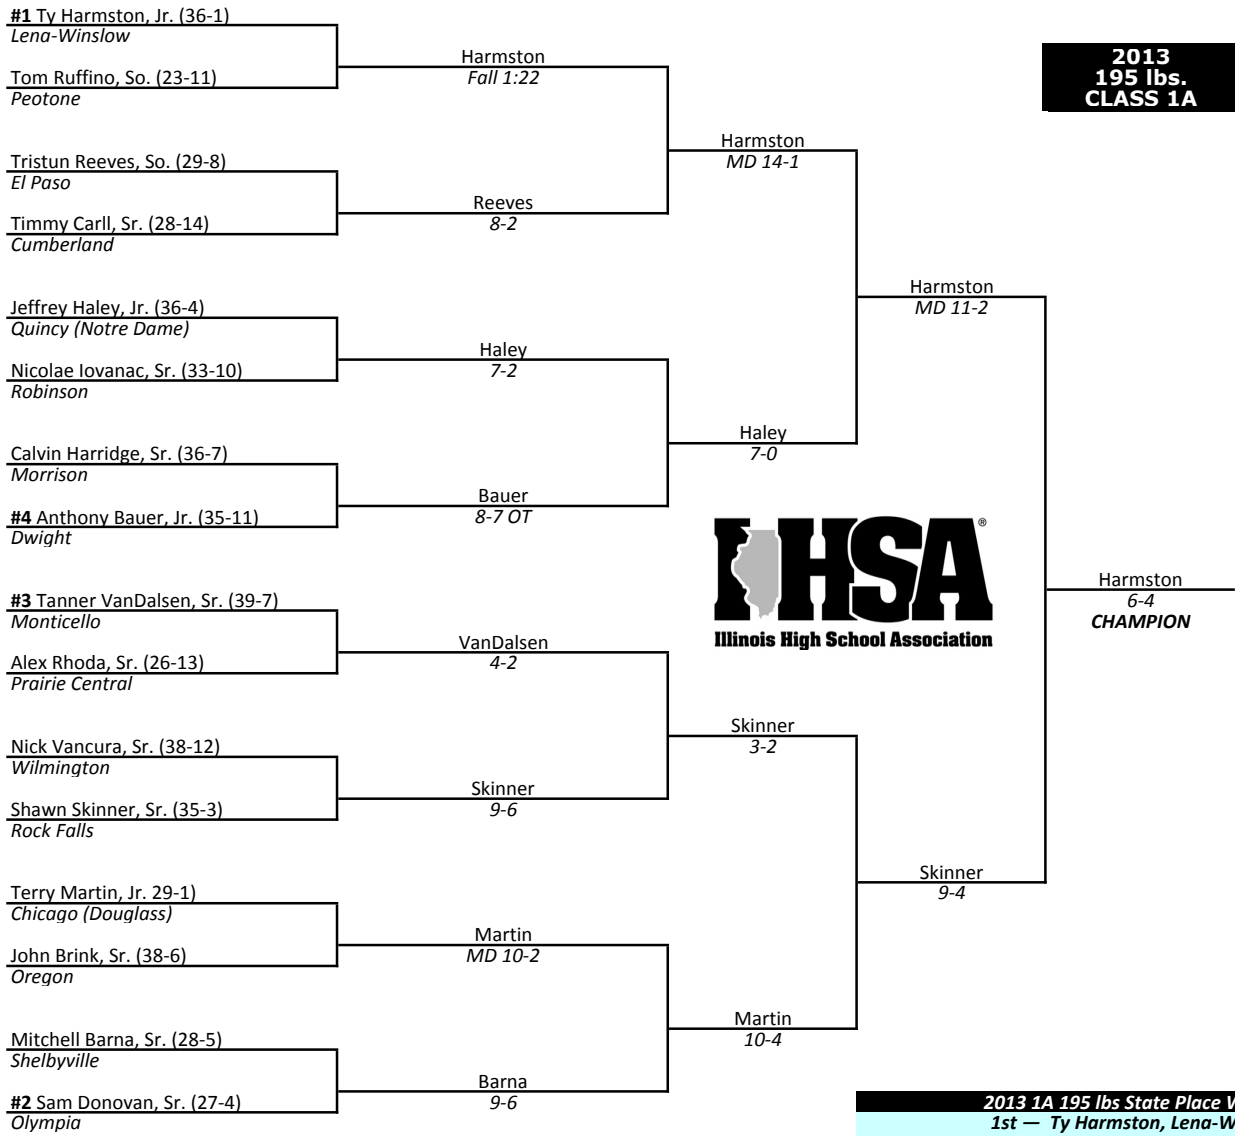 #1 Ty Harmston, Jr. (36-1)
Lena-Winslow
Tom Ruffino, So. (23-11)
Peotone
Tristun Reeves, So. (29-8)
El Paso
Timmy Carll, Sr. (28-14)
Cumberland
Jeffrey Haley, Jr. (36-4)
Quincy (Notre Dame)
Nicolae Iovanac, Sr. (33-10)
Robinson
Calvin Harridge, Sr. (36-7)
Morrison
#4 Anthony Bauer, Jr. (35-11)
Dwight
#3 Tanner VanDalsen, Sr. (39-7)
Monticello
Alex Rhoda, Sr. (26-13)
Prairie Central
Nick Vancura, Sr. (38-12)
Wilmington
Shawn Skinner, Sr. (35-3)
Rock Falls
Terry Martin, Jr. 29-1)
Chicago (Douglass)
John Brink, Sr. (38-6)
Oregon
Mitchell Barna, Sr. (28-5)
Shelbyville
#2 Sam Donovan, Sr. (27-4)
Olympia
Harmston
Fall 1:22
Reeves
8-2
Haley
7-2
Bauer
8-7 OT
VanDalsen
4-2
Skinner
9-6
Martin
MD 10-2
Barna
9-6
Harmston
MD 14-1
Haley
7-0
Skinner
3-2
Martin
10-4
Harmston
MD 11-2
Skinner
9-4
Harmston
6-4
CHAMPION
2013
195 lbs.
CLASS 1A
IHSA®
Illinois High School Association
2013 1A 195 lbs State Place W
1st — Ty Harmston, Lena-W